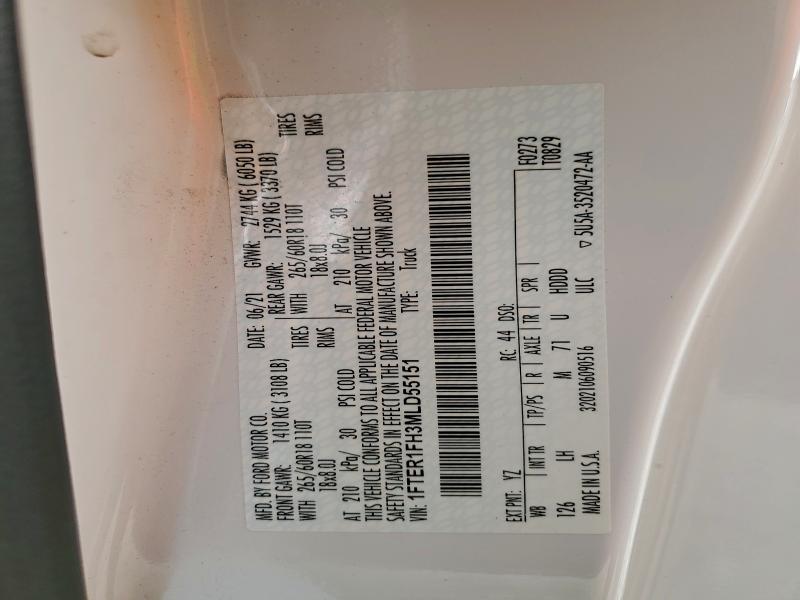 MFD. BY FORD MOTOR CO.
DATE: 06/21 GVWR: 2744 KG ( 6050 LB)
FRONT GAWR: 1410 KG ( 3108 LB) REAR GAWR: 1529 KG ( 3370 LB)
WITH 265/60R18 110T TIRES WITH 265/60R18 110T TIRES
18x8.0J RIMS 18x8.0J RIMS
AT 210 kPa/ 30 PSI COLD AT 210 kPa/ 30 PSI COLD
THIS VEHICLE CONFORMS TO ALL APPLICABLE FEDERAL MOTOR VEHICLE
SAFETY STANDARDS IN EFFECT ON THE DATE OF MANUFACTURE SHOWN ABOVE.
VIN: 1FTER1FH3MLD55151 TYPE: Truck
EXT PNT: YZ RC: 44 DSO: F0273
WB INT TR TP/PS R AXLE TR SPR T0829
126 LH M 71 U HDDD
MADE IN U.S.A. 3202106090516 ULC ▽ 5U5A-3520472-AA